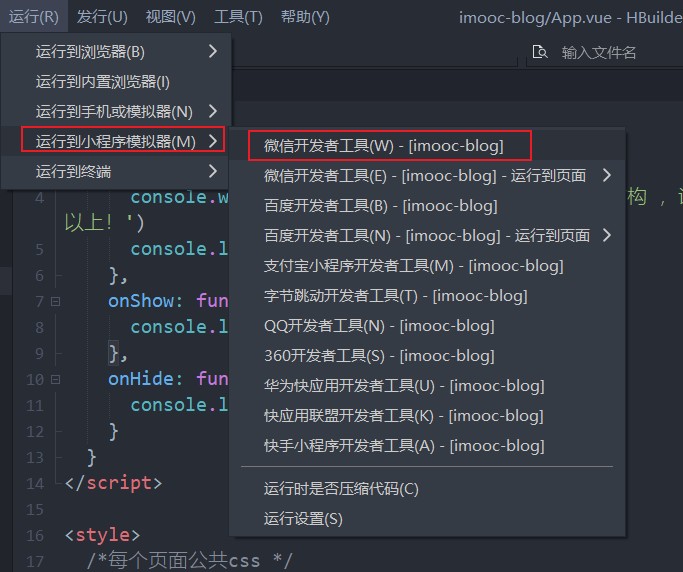 运行(R) 发行(U) 视图(V) 工具(T) 帮助(Y) imooc-blog/App.vue - HBuilde
运行到浏览器(B)
输入文件名
运行到内置浏览器(I)
运行到手机或模拟器(N)
运行到小程序模拟器(M)
运行到终端
微信开发者工具(W) - [imooc-blog]
微信开发者工具(E) - [imooc-blog] - 运行到页面
百度开发者工具(B) - [imooc-blog]
百度开发者工具(N) - [imooc-blog] - 运行到页面
支付宝小程序开发者工具(M) - [imooc-blog]
字节跳动开发者工具(T) - [imooc-blog]
QQ开发者工具(N) - [imooc-blog]
360开发者工具(S) - [imooc-blog]
华为快应用开发者工具(U) - [imooc-blog]
快应用联盟开发者工具(K) - [imooc-blog]
快手小程序开发者工具(A) - [imooc-blog]
运行时是否压缩代码(C)
运行设置(S)
4 console.w 构 ,
以上! ')
5 console.l
6 },
7 onShow: fun
8 console.l
9 },
10 onHide: fun
11 console.l
12 }
13 }
14 </script>
15
16 <style>
17 /*每个页面公共css */